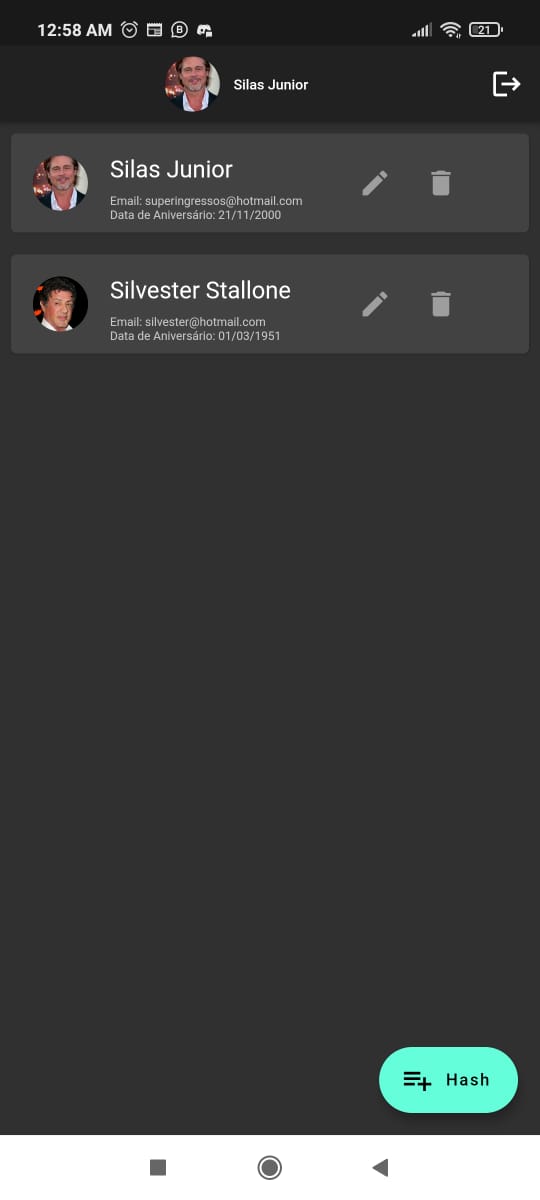 12:58 AM
21
Silas Junior
Silas Junior
Email: superingressos@hotmail.com
Data de Aniversário: 21/11/2000
Silvester Stallone
Email: silvester@hotmail.com
Data de Aniversário: 01/03/1951
Hash